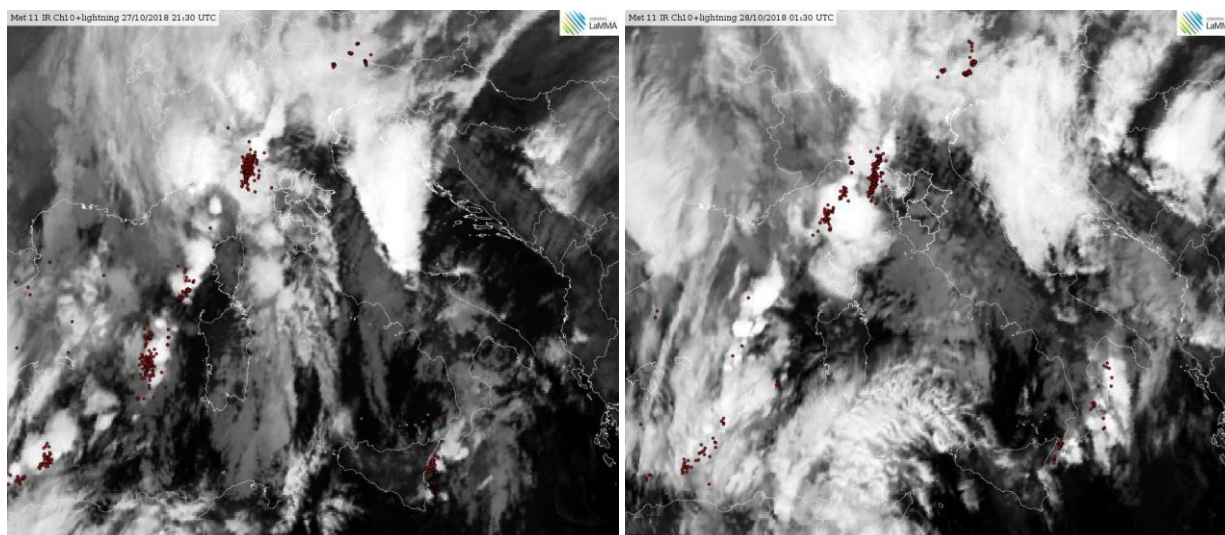 Met 11 IR Ch10+lightning 27/10/2018 21:30 UTC
LaMMA
Met 11 IR Ch10+lightning 28/10/2018 01:30 UTC